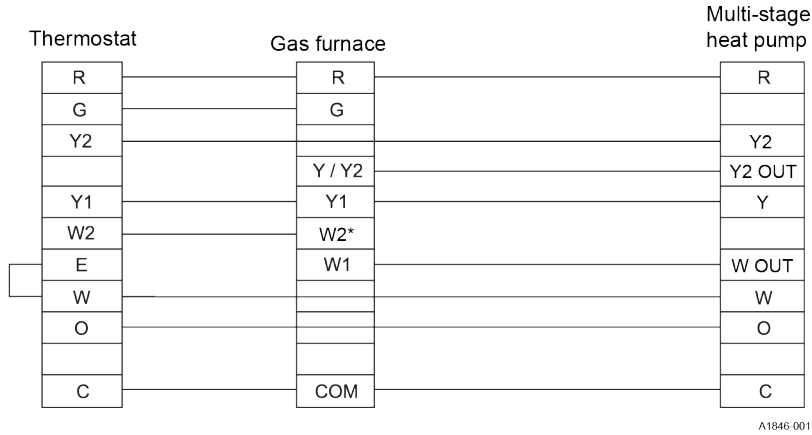 Thermostat
Gas furnace
Multi-stage
heat pump
R R R
G G
Y2 Y2
Y / Y2 Y2 OUT
Y1 Y1 Y
W2 W2*
E W1 W OUT
W W
O O
C COM C
A1846-001